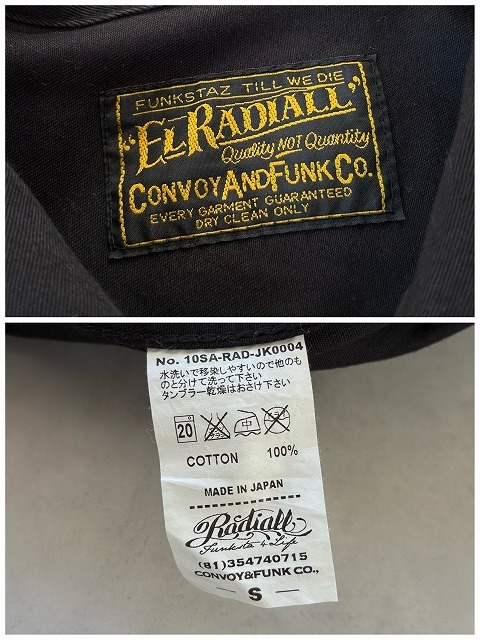 FUNKSTAZ TILL WE DIE
"EL RADIALL"
Quality NOT Quantity
CONVOY AND FUNK CO.
EVERY GARMENT GUARANTEED
DRY CLEAN ONLY
No. 10SA-RAD-JK0004
水洗いで移染しやすいので他のも
のと分けて洗って下さい
タンブラー乾燥はおさけ下さい
20 中
COTTON 100%
MADE IN JAPAN
Radiall
Funksta 4 Life
(81)354740715
CONVOY&FUNK CO.,
S